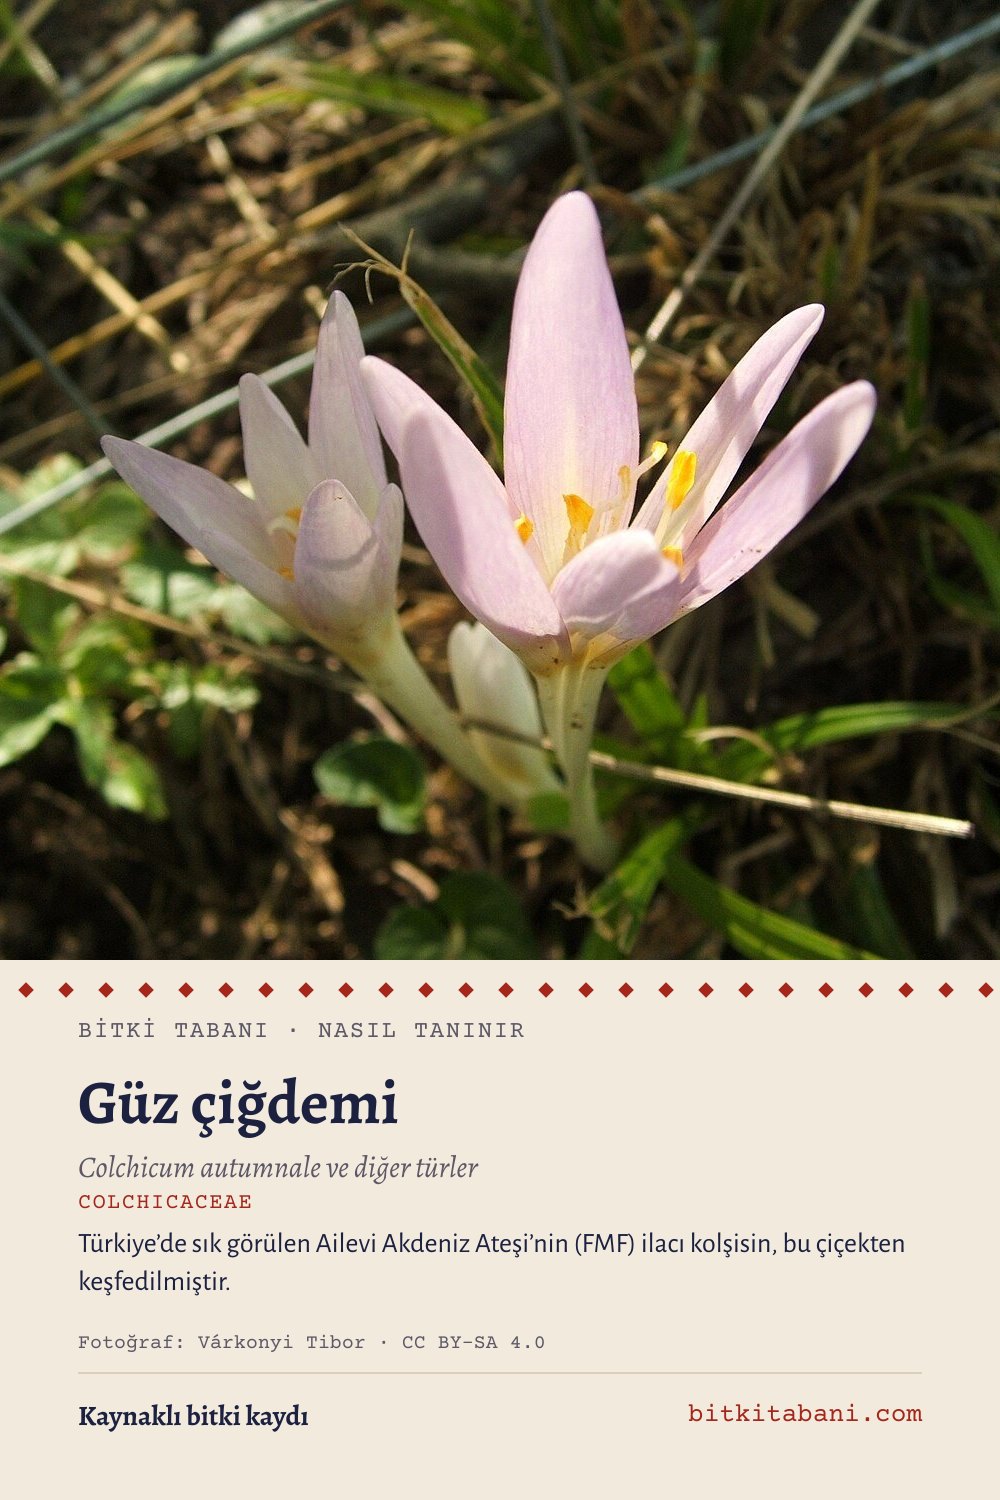 BİTKİ TABANI · NASIL TANINIR
Güz çiğdemi
Colchicum autumnale ve diğer türler
COLCHICACEAE
Türkiye’de sık görülen Ailevi Akdeniz Ateşi’nin (FMF) ilacı kolşisin, bu çiçekten
keşfedilmiştir.
Fotoğraf: Várkonyi Tibor · CC BY-SA 4.0
Kaynaklı bitki kaydı
bitkitabani.com